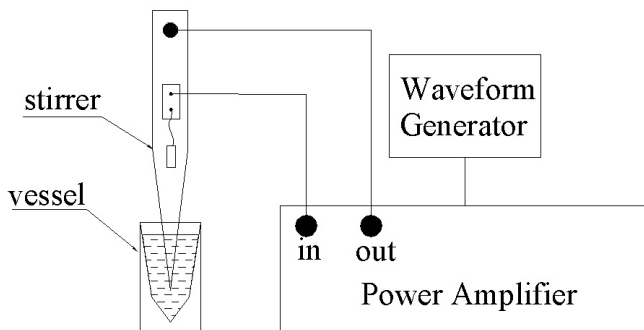 stirrer
vessel
Waveform
Generator
in out
Power Amplifier